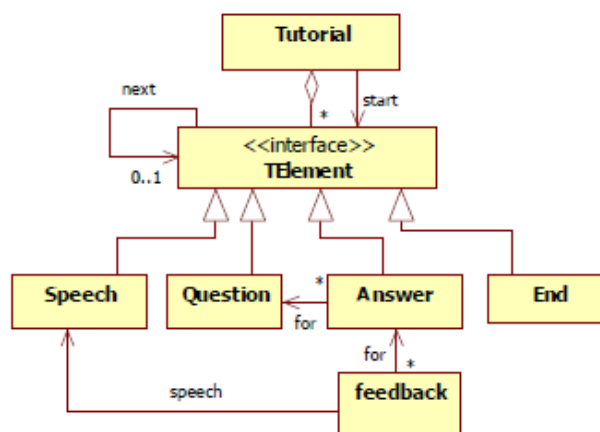 Tutorial
next
start
*
<<interface>>
TElement
0..1
Speech
Question
*
Answer
End
for
for
*
speech
feedback